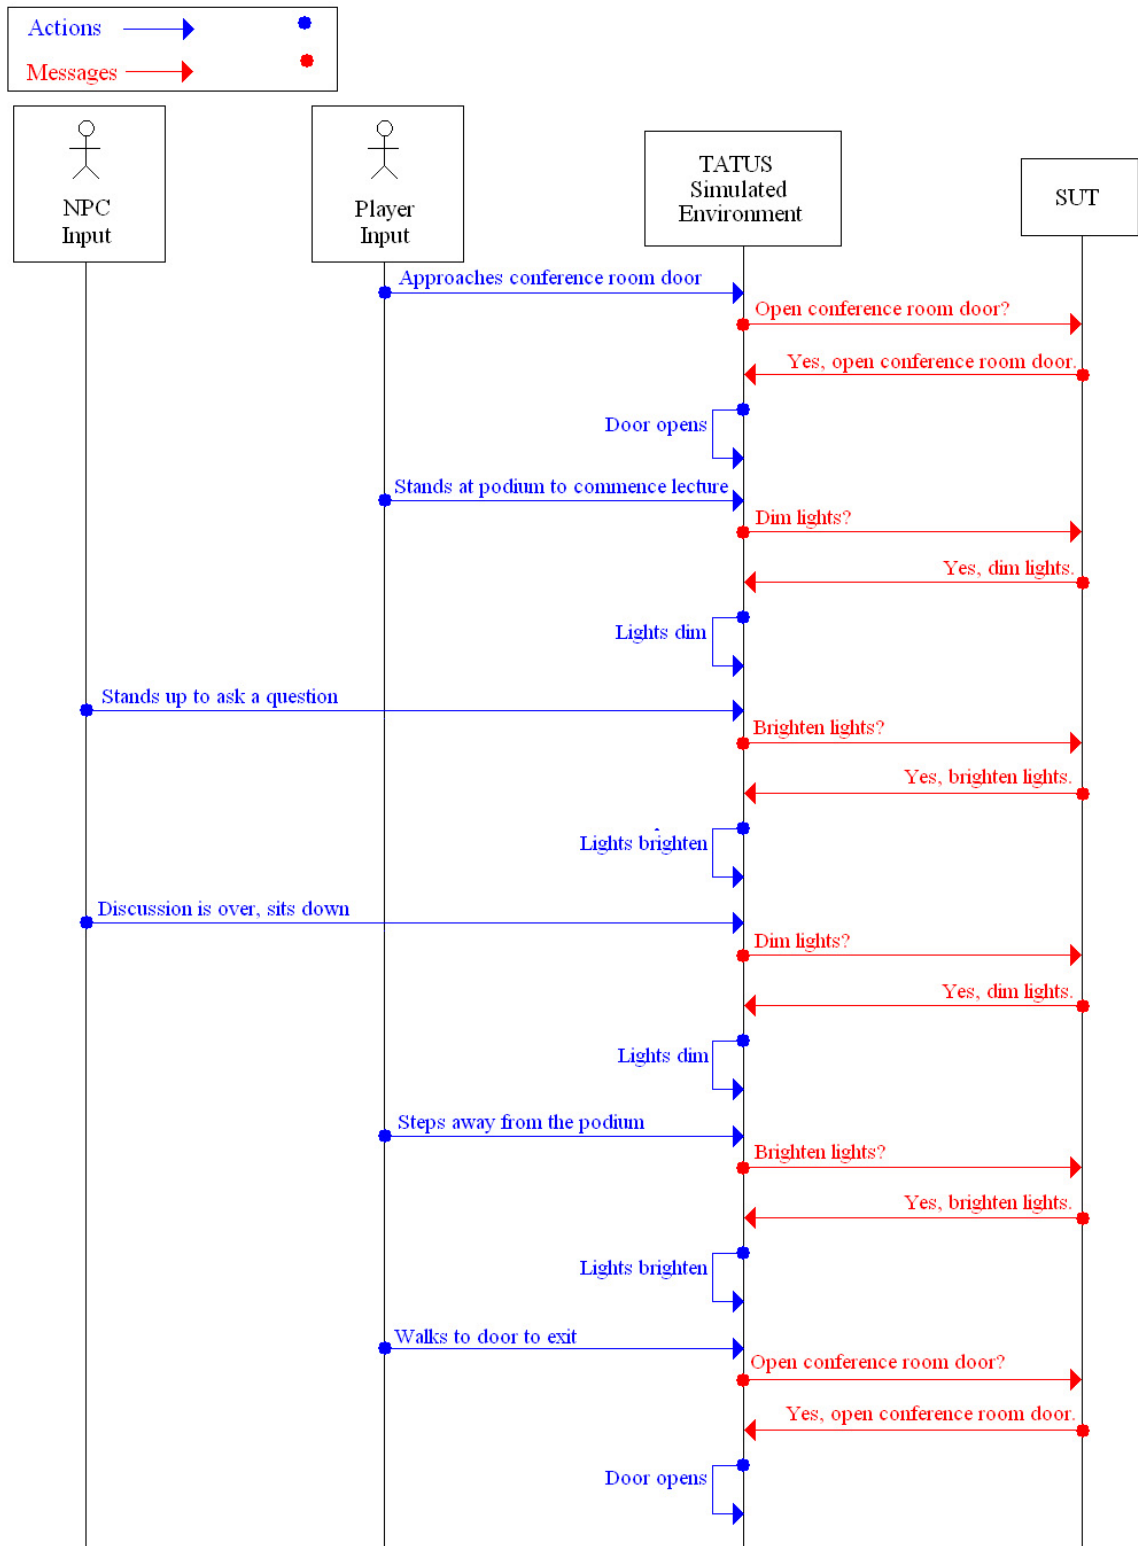 Actions
Messages
NPC
Input
Player
Input
TATUS
Simulated
Environment
SUT
Approaches conference room door
Open conference room door?
Yes, open conference room door.
Door opens
Stands at podium to commence lecture
Dim lights?
Yes, dim lights.
Lights dim
Stands up to ask a question
Brighten lights?
Yes, brighten lights.
Lights brighten
Discussion is over, sits down
Dim lights?
Yes, dim lights.
Lights dim
Steps away from the podium
Brighten lights?
Yes, brighten lights.
Lights brighten
Walks to door to exit
Open conference room door?
Yes, open conference room door.
Door opens